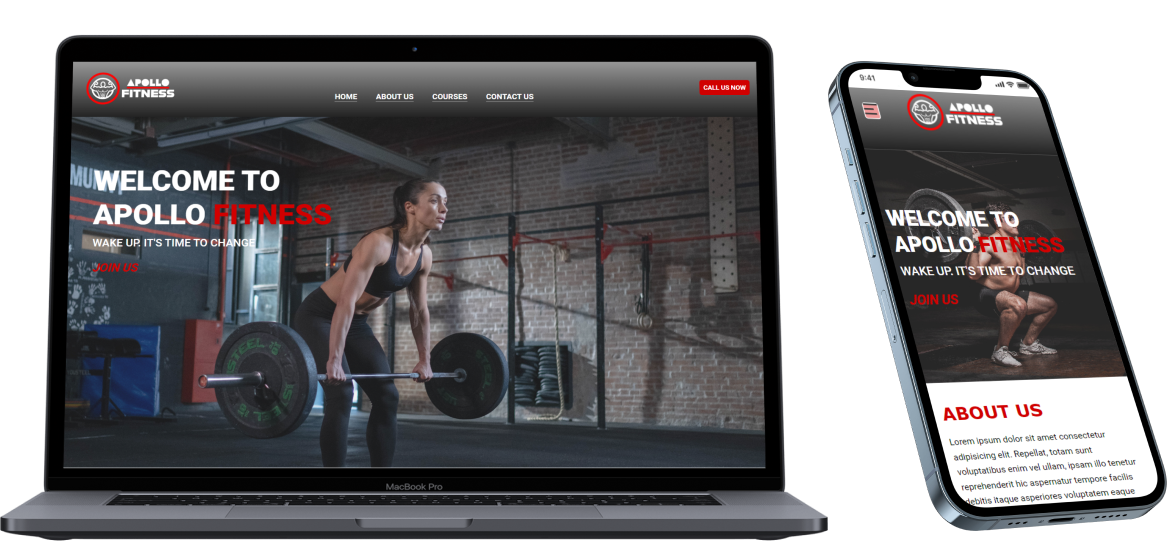 APOLLO
FITNESS
HOME ABOUT US COURSES CONTACT US
CALL US NOW
MUN
WELCOME TO
APOLLO FITNESS
WAKE UP. IT'S TIME TO CHANGE
JOIN US
STEEL
MacBook Pro
9:41
APOLLO
FITNESS
WELCOME TO
APOLLO FITNESS
WAKE UP. IT'S TIME TO CHANGE
JOIN US
ABOUT US
Lorem ipsum dolor sit amet consectetur
adipisicing elit. Repellat, totam sunt
voluptatibus enim vel ullam, ipsam illo tenetur
reprehenderit hic aspernatur tempore facilis
debitis itaque asperiores voluptatem eaque